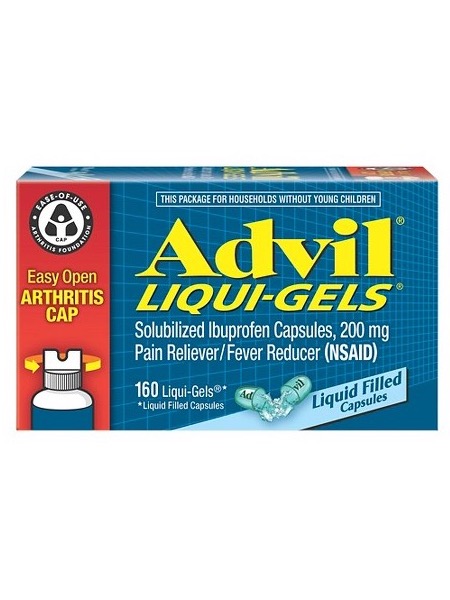 EASE-OF-USE
CAP
ARTHRITIS FOUNDATION
Easy Open
ARTHRITIS
CAP
THIS PACKAGE FOR HOUSEHOLDS WITHOUT YOUNG CHILDREN
Advil®
LIQUI-GELS®
Solubilized Ibuprofen Capsules, 200 mg
Pain Reliever/Fever Reducer (NSAID)
160 Liqui-Gels®*
*Liquid Filled Capsules
Ad
Liquid Filled
Capsules